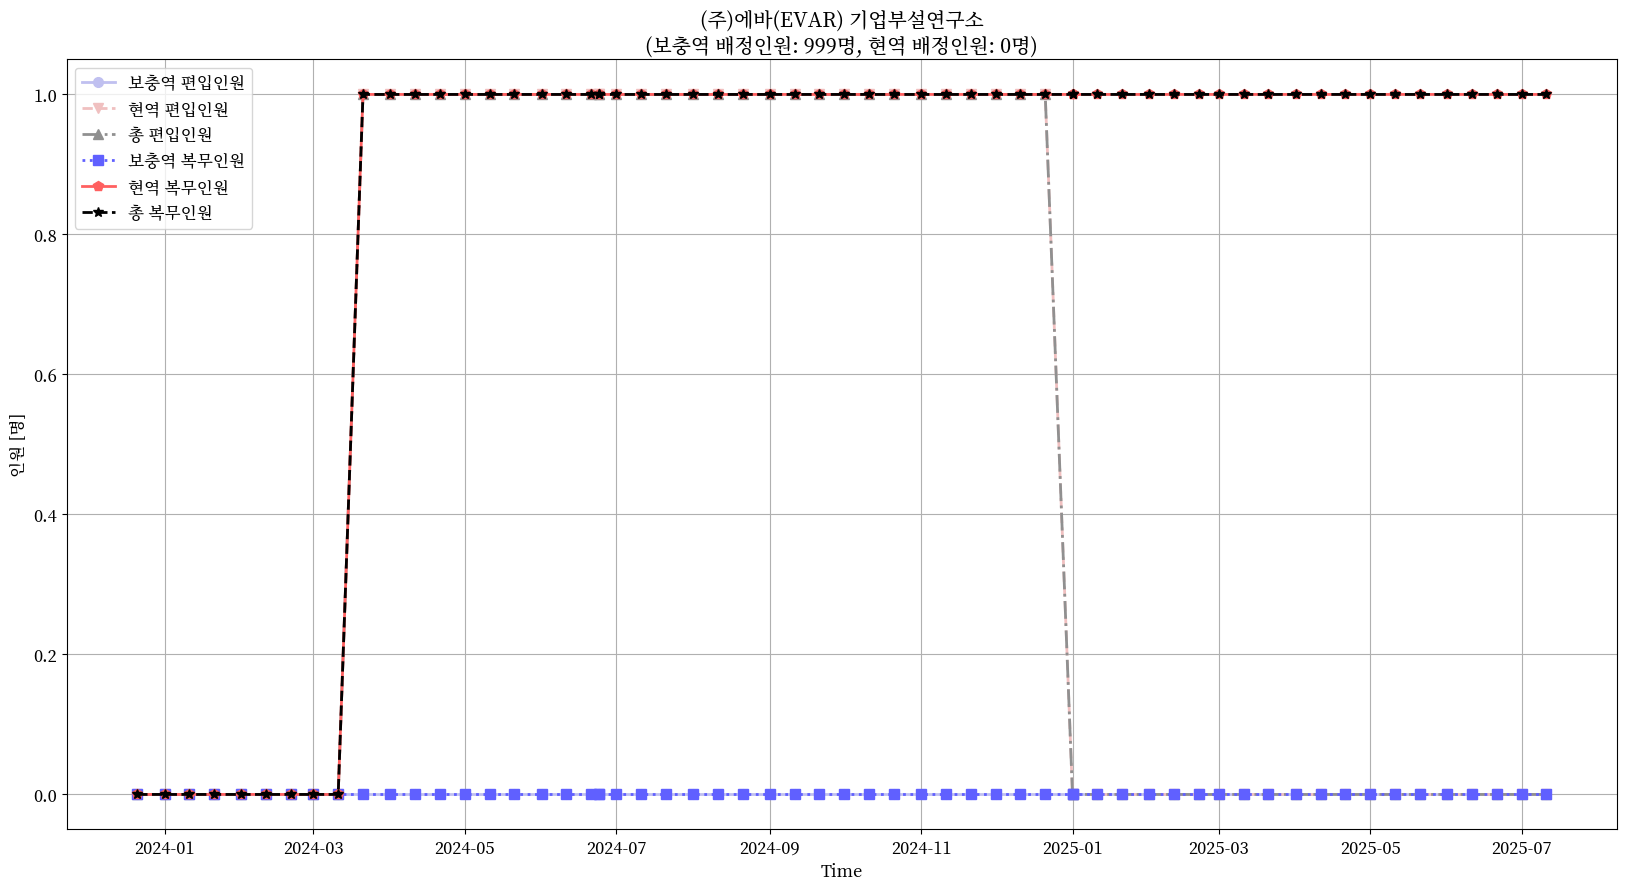 (주)에바(EVAR) 기업부설연구소
(보충역 배정인원: 999명, 현역 배정인원: 0명)
보충역 편입인원
현역 편입인원
총 편입인원
보충역 복무인원
현역 복무인원
총 복무인원
1.0
0.8
0.6
0.4
0.2
0.0
인원 [명]
2024-01 2024-03 2024-05 2024-07 2024-09 2024-11 2025-01 2025-03 2025-05 2025-07
Time